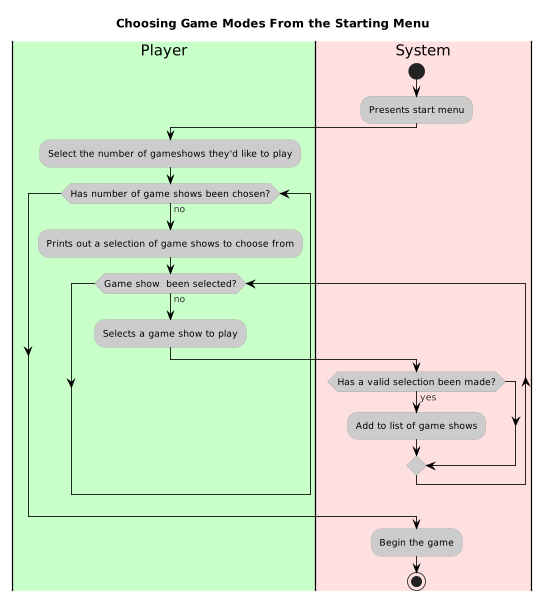 Choosing Game Modes From the Starting Menu
Player
System
Presents start menu
Select the number of gameshows they'd like to play
Has number of game shows been chosen?
no
Prints out a selection of game shows to choose from
Game show  been selected?
no
Selects a game show to play
Has a valid selection been made?
yes
Add to list of game shows
Begin the game